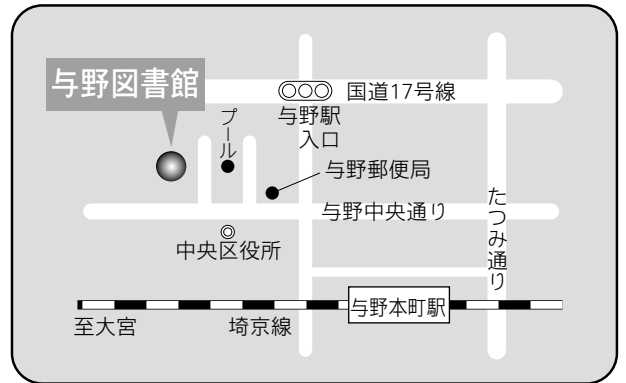 与野図書館
国道17号線
与野駅
入口
プール
与野郵便局
与野中央通り
たつみ通り
中央区役所
与野本町駅
至大宮
埼京線